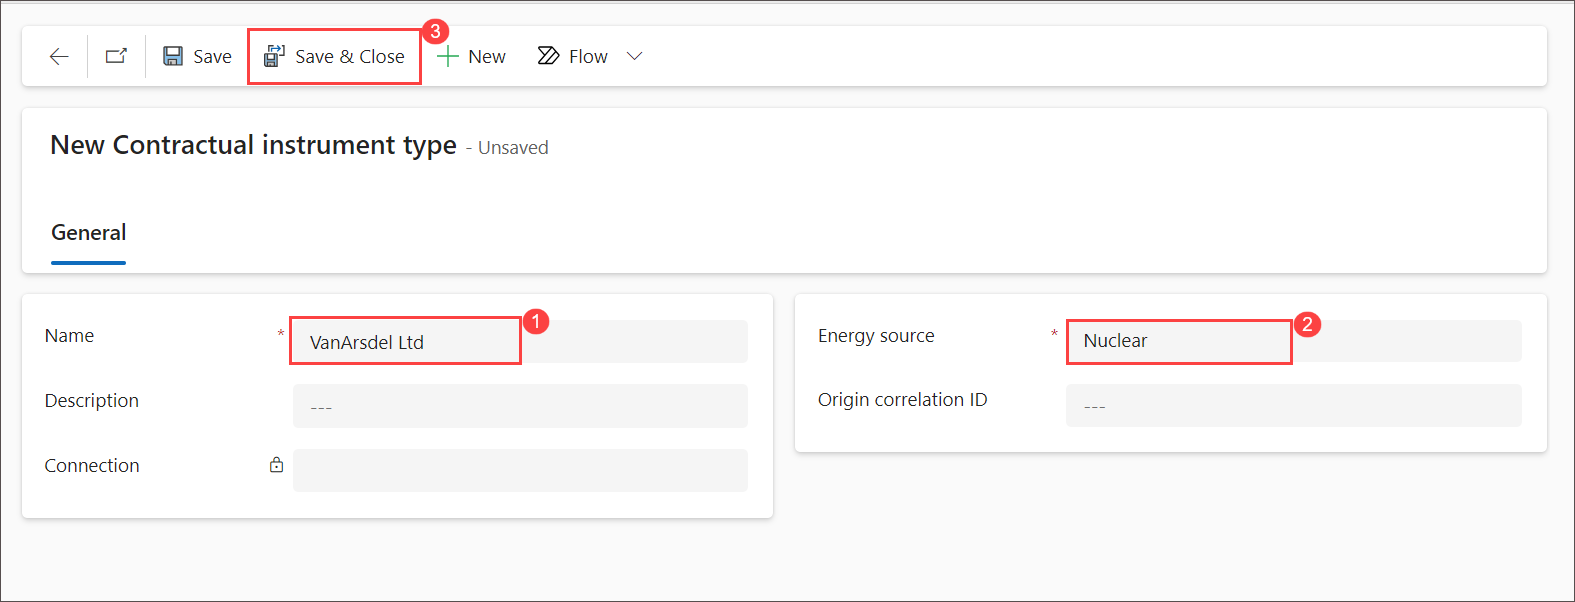 Save Save & Close 3 New Flow
New Contractual instrument type - Unsaved
General
Name * VanArsdel Ltd 1
Description ---
Connection
Energy source * Nuclear 2
Origin correlation ID ---